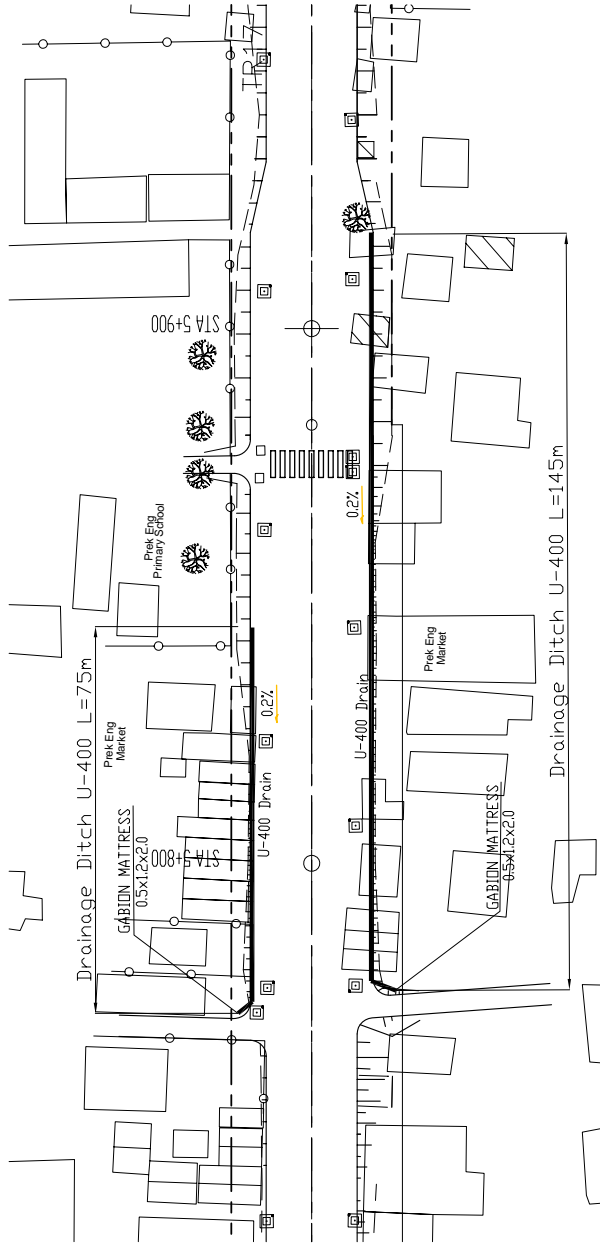 STA 5+900
0.2%
Prek Eng
Primary School
Drainage Ditch U-400 L=145m
Drainage Ditch U-400 L=75m
0.2%
Prek Eng
Market
Prek Eng
Market
U-400 Drain
U-400 Drain
GABION MATTRESS
0.5x1.2x2.0
STA 5+800
GABION MATTRESS
0.5x1.2x2.0